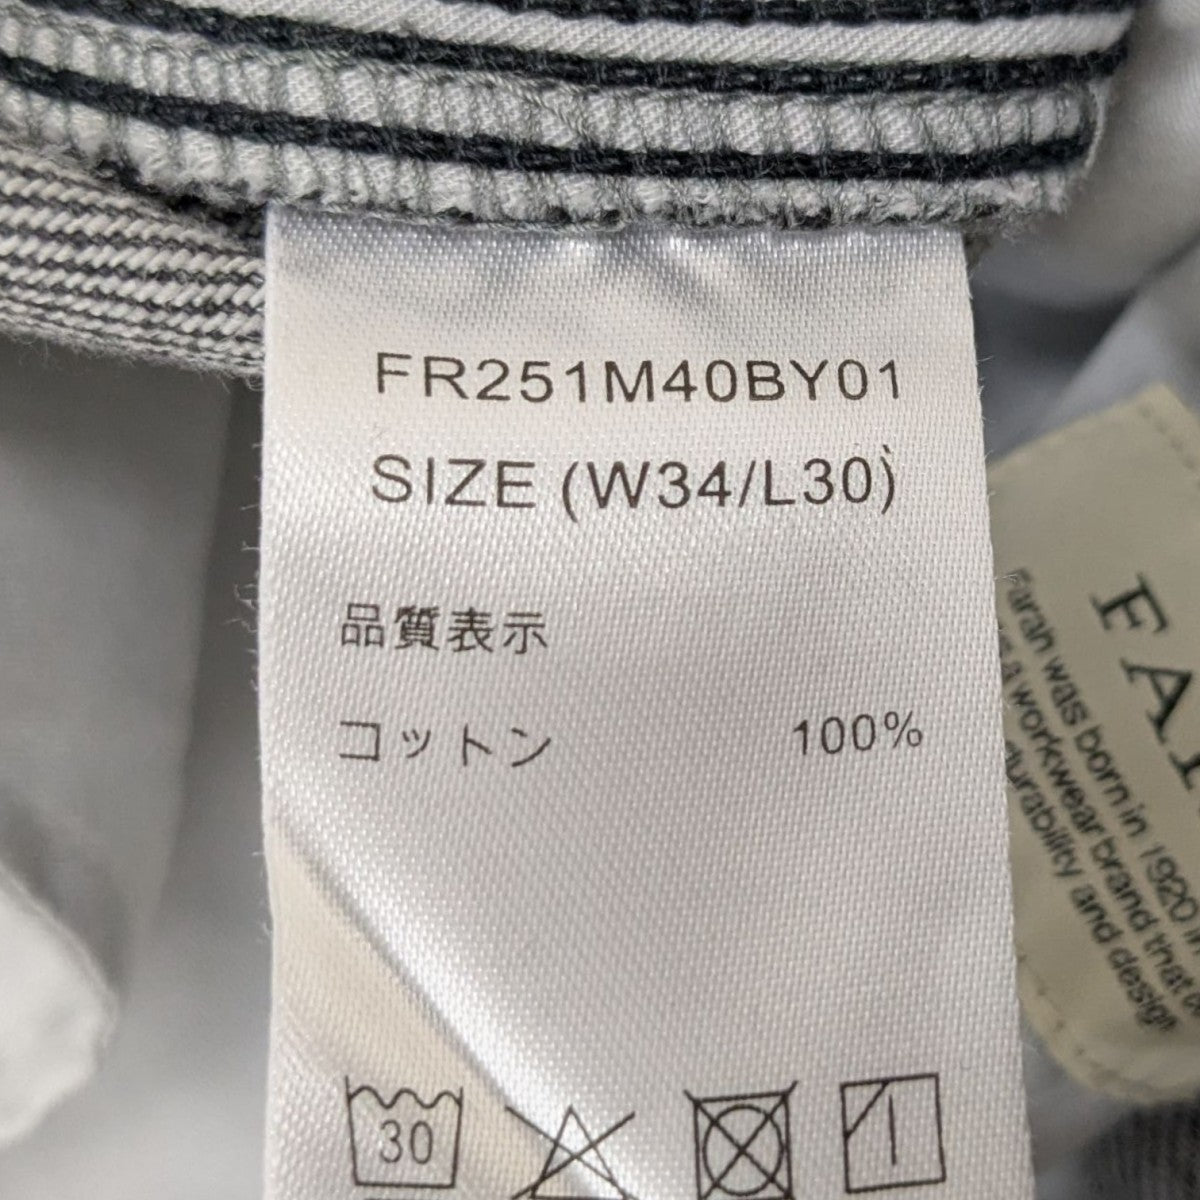 FR251M40BY01
SIZE (W34/L30)
品質表示
コットン 100%
30
FA
Farah was born in 1920 in
a workwear brand that
durability and design.